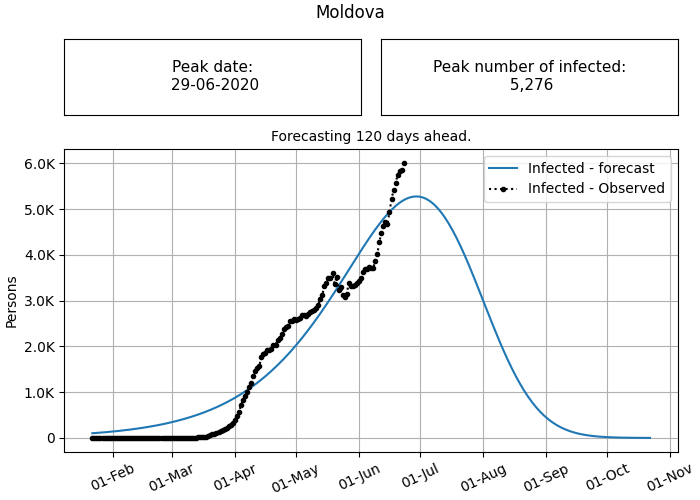 Moldova
Peak date:
29-06-2020
Peak number of infected:
5,276
Forecasting 120 days ahead.
Infected - forecast
Infected - Observed
Persons
6.0K
5.0K
4.0K
3.0K
2.0K
1.0K
0
01-Feb
01-Mar
01-Apr
01-May
01-Jun
01-Jul
01-Aug
01-Sep
01-Oct
01-Nov